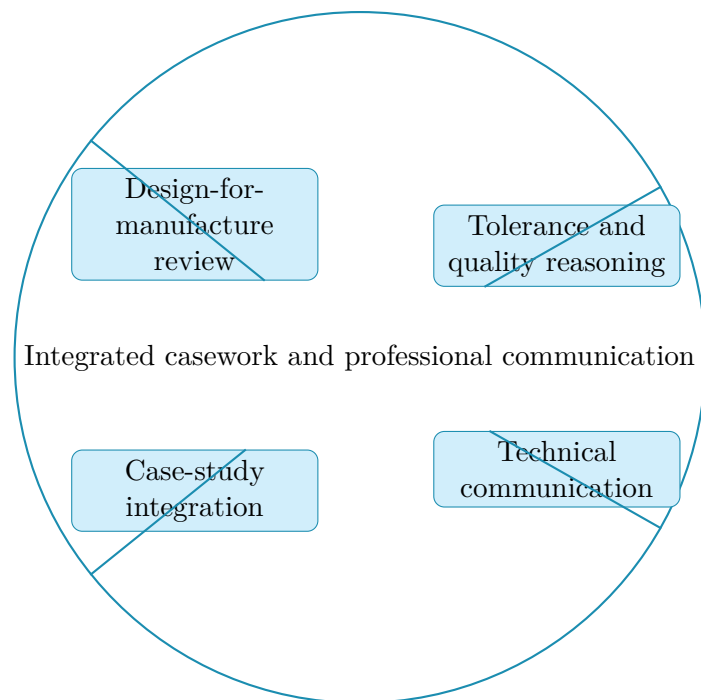 Design-for-
manufacture
review
Tolerance and
quality reasoning
Integrated casework and professional communication
Case-study
integration
Technical
communication